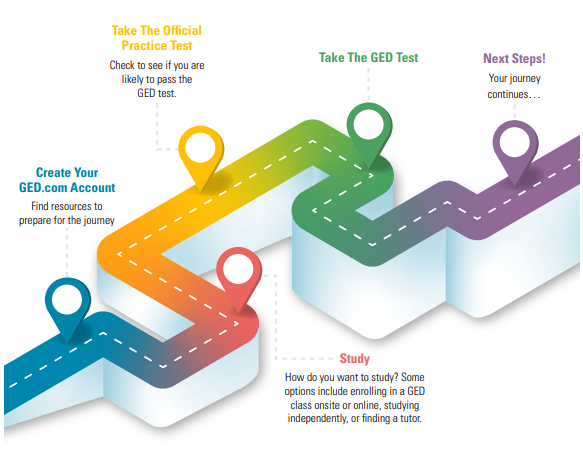 Take The Official
Practice Test
Check to see if you are
likely to pass the
GED test.
Take The GED Test
Next Steps!
Your journey
continues…
Create Your
GED.com Account
Find resources to
prepare for the journey
Study
How do you want to study? Some
options include enrolling in a GED
class onsite or online, studying
independently, or finding a tutor.